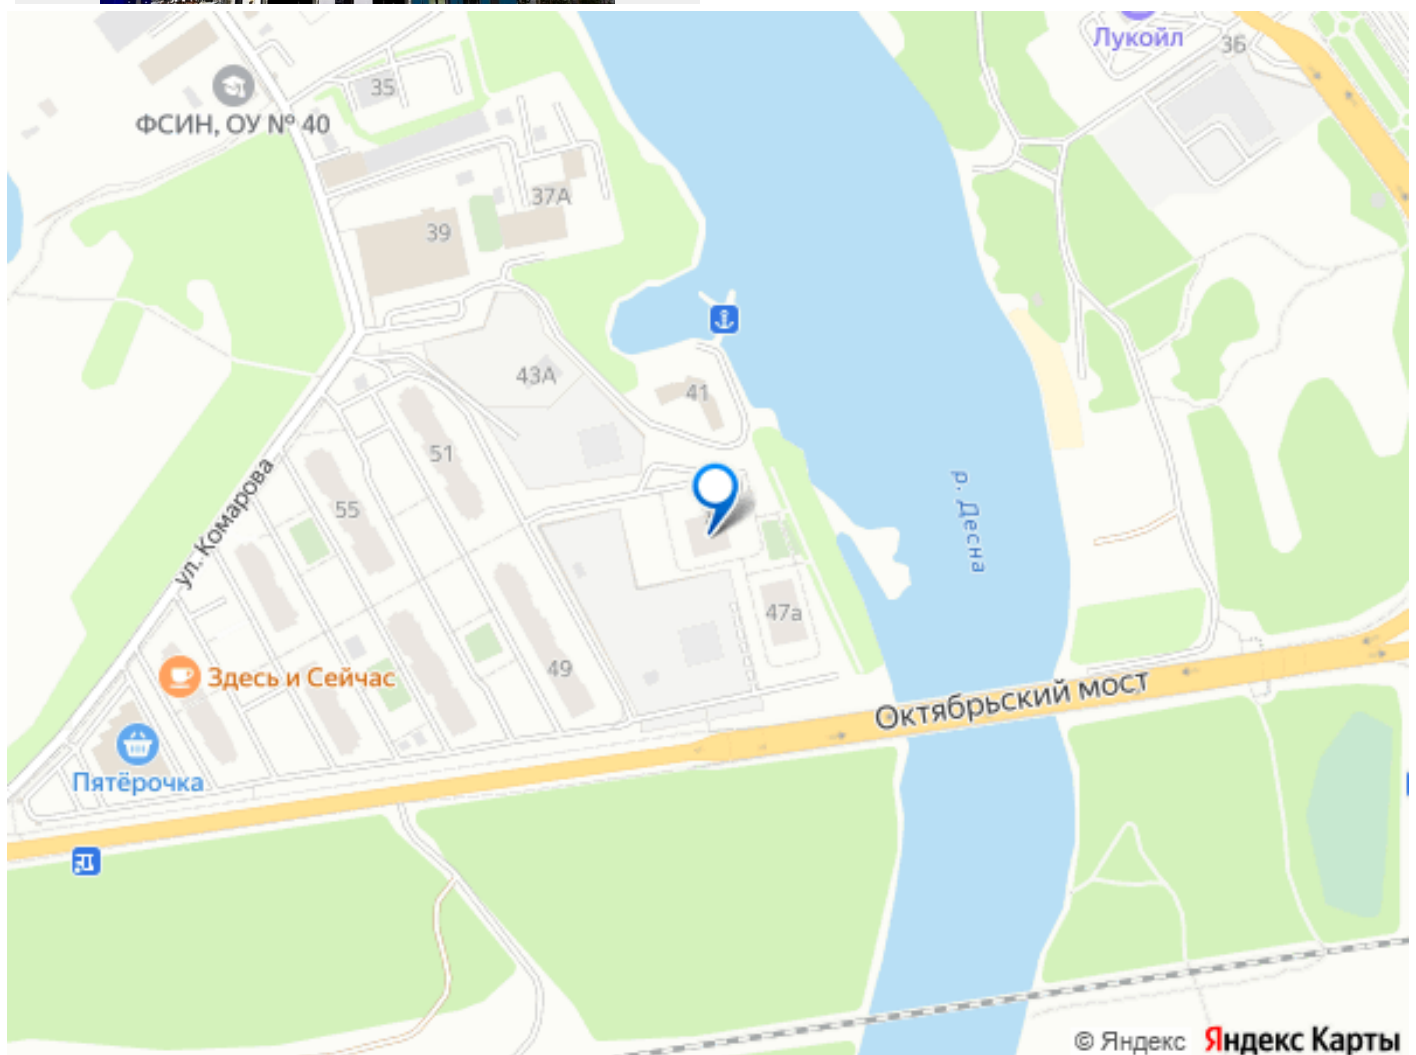 Лукойл
36
35
ФСИН, ОУ № 40
37А
39
43А
41
51
ул. Комарова
55
р. Десна
47а
49
Здесь и Сейчас
Октябрьский мост
Пятёрочка
© Яндекс Яндекс Карты